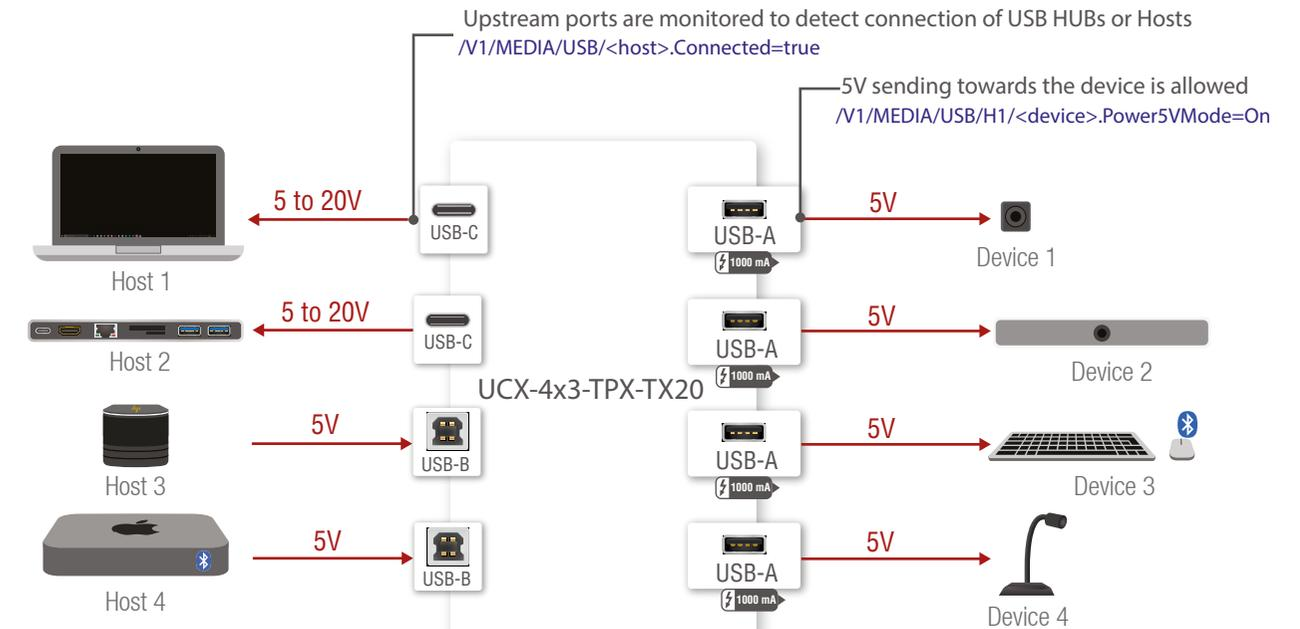 Upstream ports are monitored to detect connection of USB HUBs or Hosts
/V1/MEDIA/USB/<host>.Connected=true
5V sending towards the device is allowed
/V1/MEDIA/USB/H1/<device>.Power5VMode=On
5 to 20V
USB-C
Host 1
USB-A
1000 mA
5V
Device 1
5 to 20V
USB-C
Host 2
USB-A
1000 mA
5V
Device 2
UCX-4x3-TPX-TX20
5V
USB-B
Host 3
USB-A
1000 mA
5V
Device 3
5V
USB-B
Host 4
USB-A
1000 mA
5V
Device 4